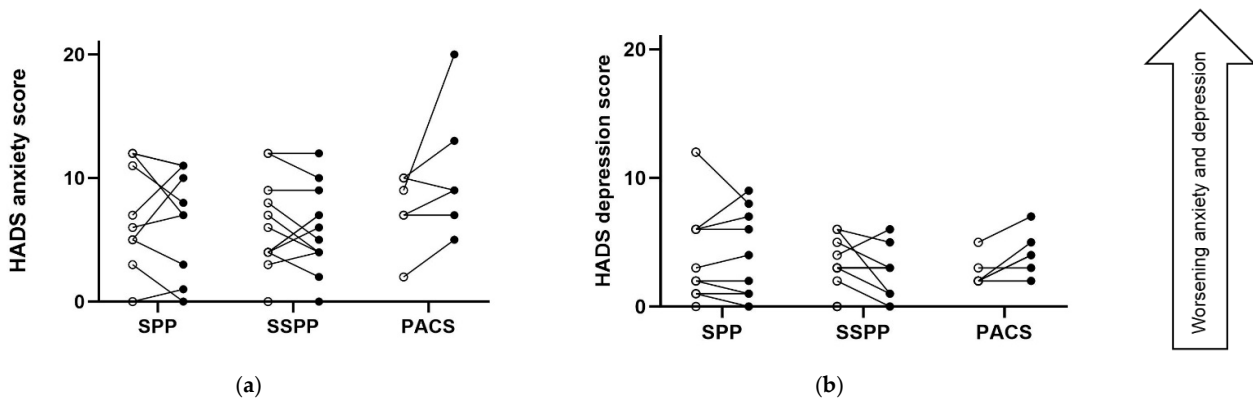 HADS anxiety score
20
10
0
SPP SSPP PACS
(a)
HADS depression score
20
10
0
SPP SSPP PACS
(b)
Worsening anxiety and depression